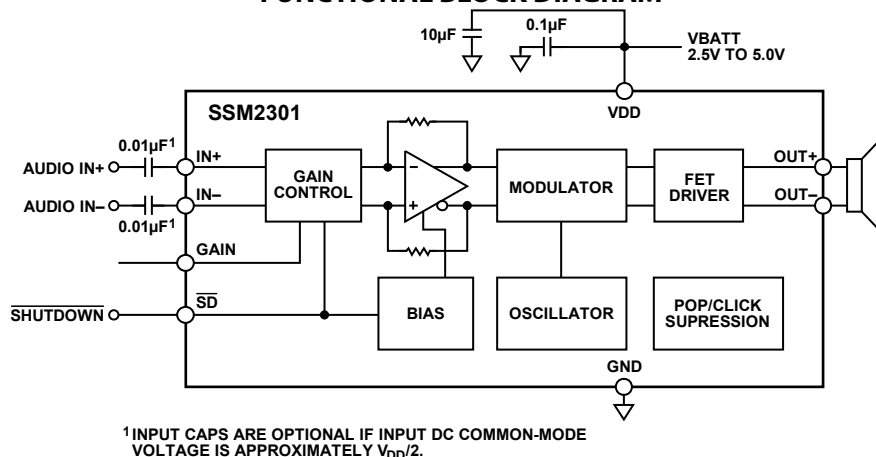 FUNCTIONAL BLOCK DIAGRAM
10µF
0.1µF
VBATT
2.5V TO 5.0V
SSM2301
VDD
0.01µF¹
AUDIO IN+
IN+
GAIN
CONTROL
MODULATOR
FET
DRIVER
OUT+
AUDIO IN–
IN–
OUT–
0.01µF¹
GAIN
SHUTDOWN
SD
BIAS
OSCILLATOR
POP/CLICK
SUPRESSION
GND
¹INPUT CAPS ARE OPTIONAL IF INPUT DC COMMON-MODE
VOLTAGE IS APPROXIMATELY VDD/2.